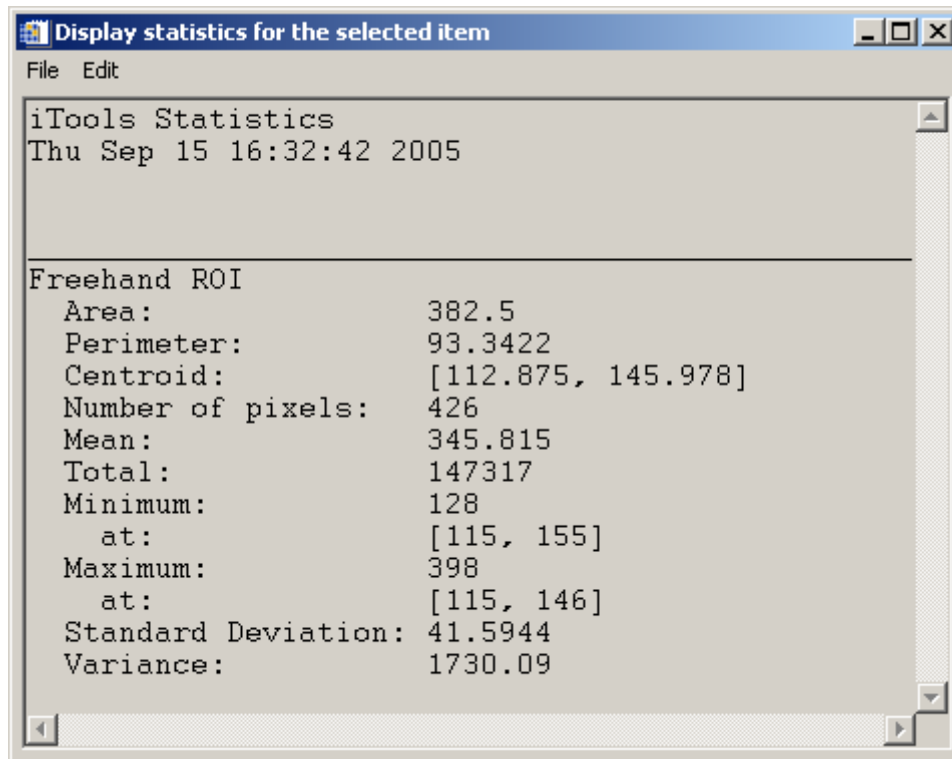 Display statistics for the selected item
File Edit
iTools Statistics
Thu Sep 15 16:32:42 2005
Freehand ROI
Area: 382.5
Perimeter: 93.3422
Centroid: [112.875, 145.978]
Number of pixels: 426
Mean: 345.815
Total: 147317
Minimum: 128
at: [115, 155]
Maximum: 398
at: [115, 146]
Standard Deviation: 41.5944
Variance: 1730.09